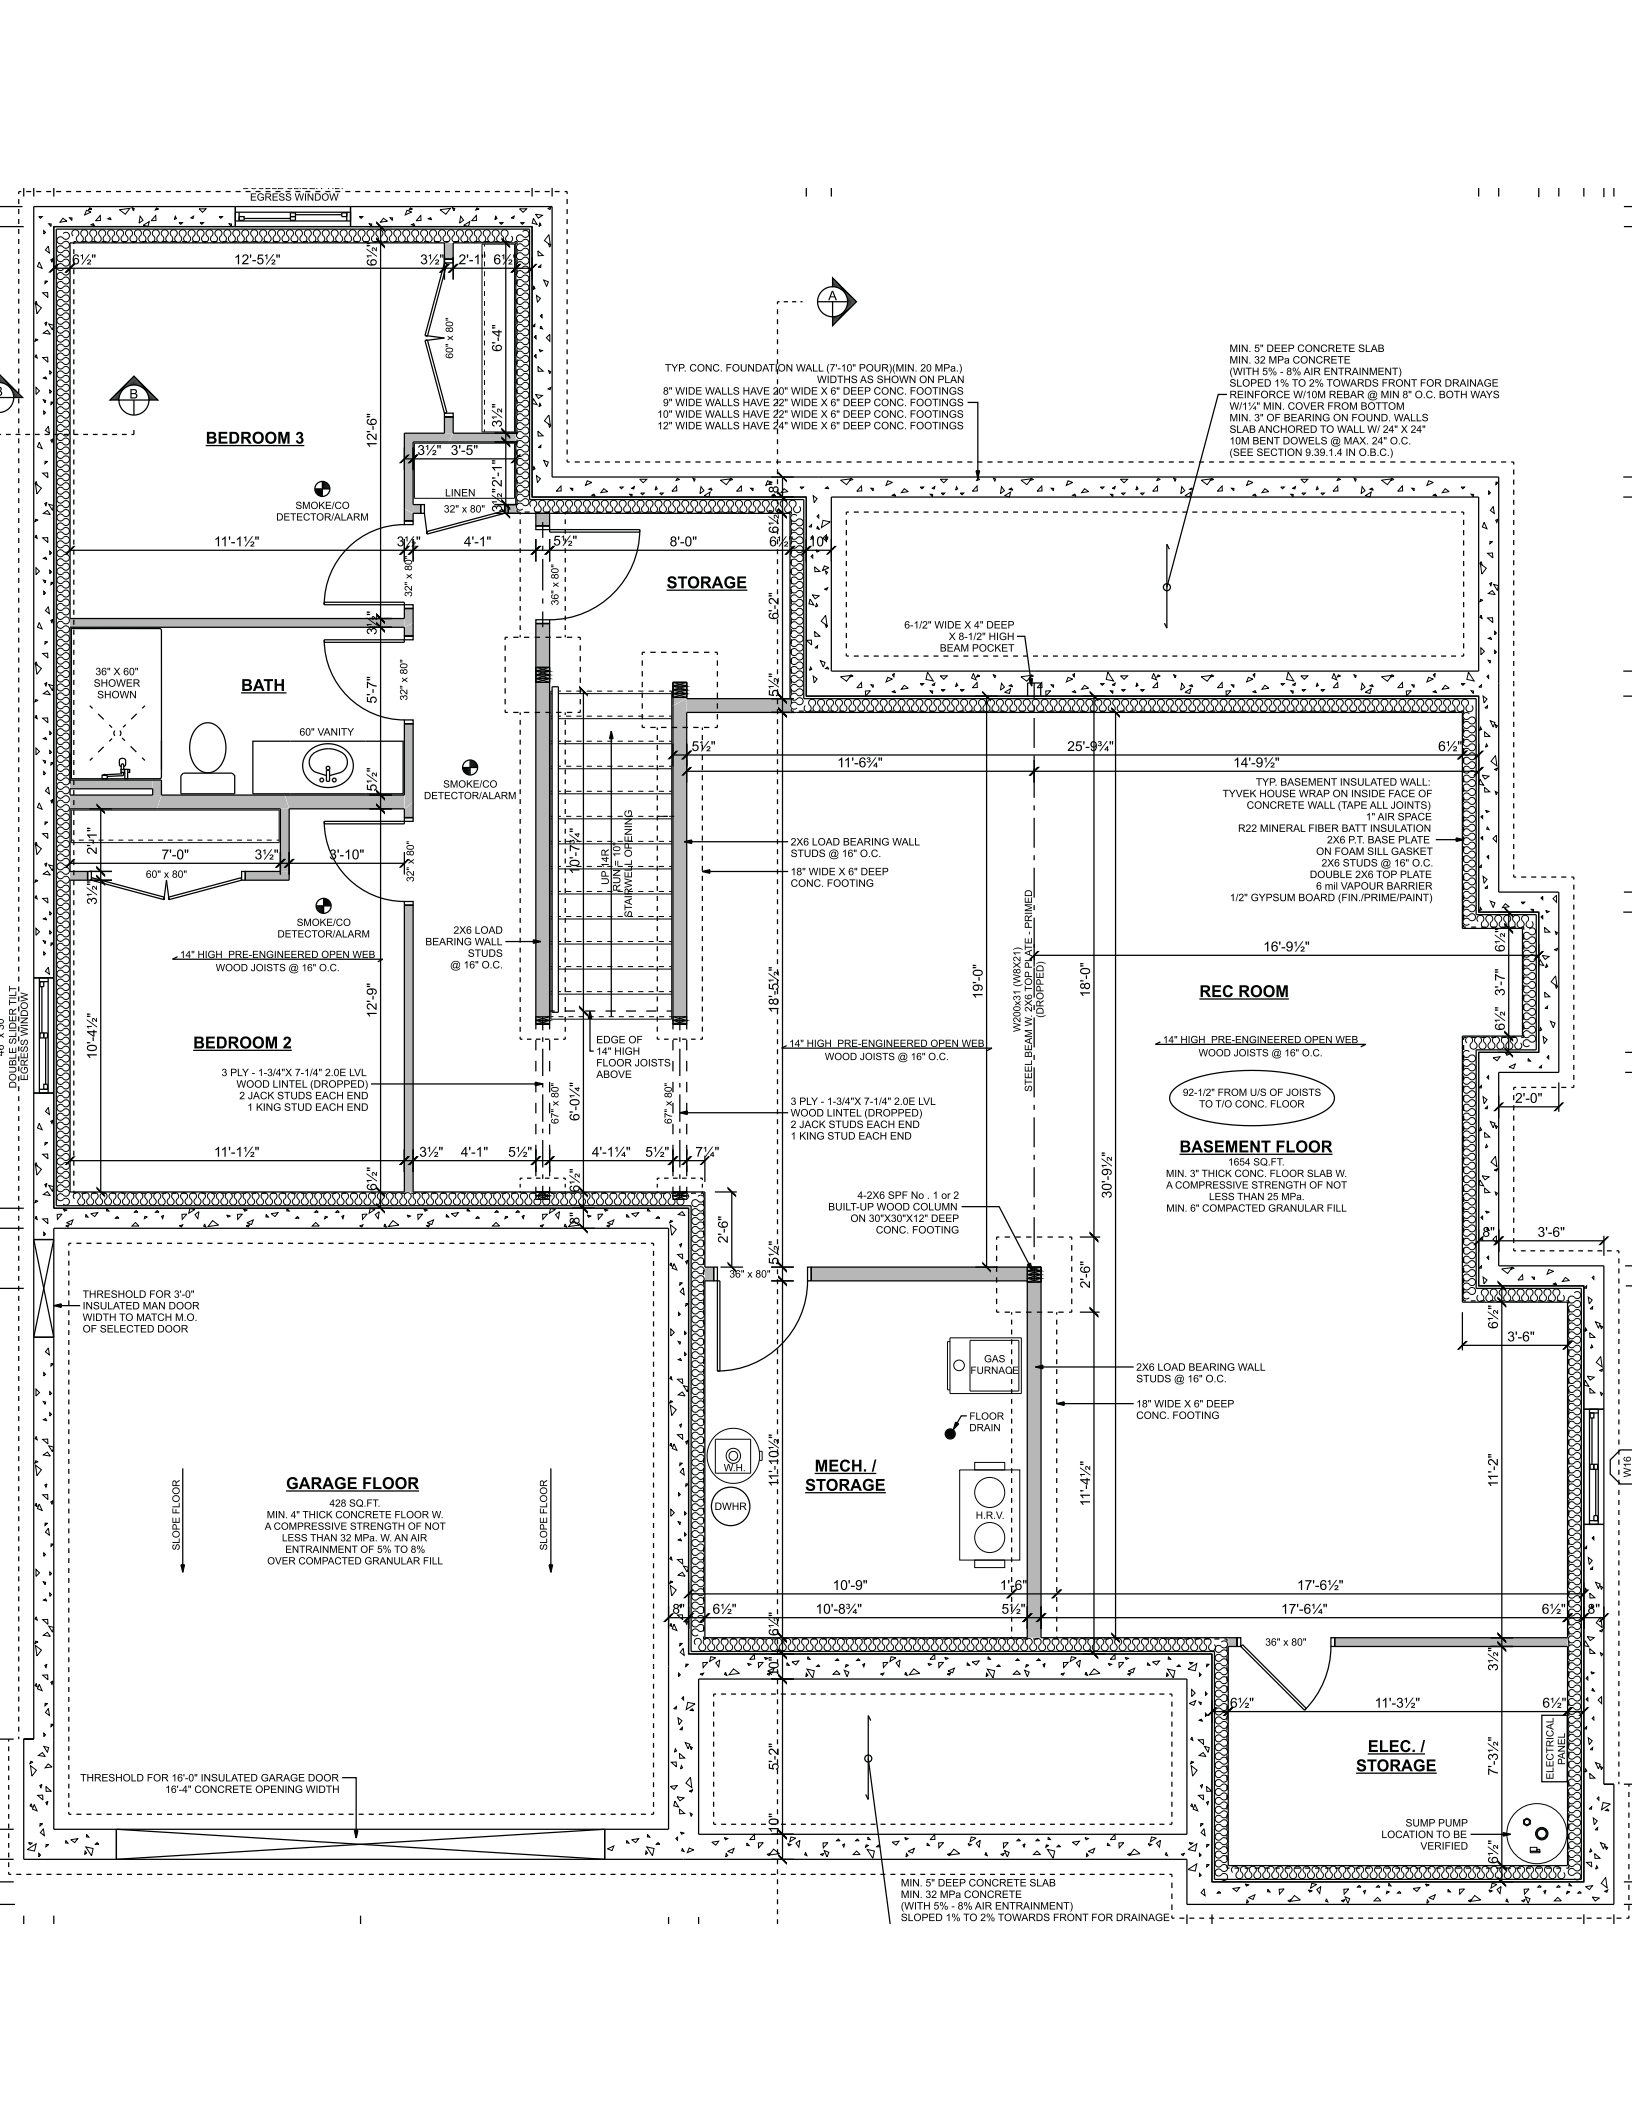 EGRESS WINDOW
6½"
12'-5½"
6½"
3½"
2'-1"
6½"
60" x 80"
6'-4"
A
B
TYP. CONC. FOUNDATION WALL (7'-10" POUR)(MIN. 20 MPa.)
WIDTHS AS SHOWN ON PLAN
8" WIDE WALLS HAVE 20" WIDE X 6" DEEP CONC. FOOTINGS
9" WIDE WALLS HAVE 22" WIDE X 6" DEEP CONC. FOOTINGS
10" WIDE WALLS HAVE 22" WIDE X 6" DEEP CONC. FOOTINGS
12" WIDE WALLS HAVE 24" WIDE X 6" DEEP CONC. FOOTINGS
MIN. 5" DEEP CONCRETE SLAB
MIN. 32 MPa CONCRETE
(WITH 5% - 8% AIR ENTRAINMENT)
SLOPED 1% TO 2% TOWARDS FRONT FOR DRAINAGE
REINFORCE W/10M REBAR @ MIN 8" O.C. BOTH WAYS
W/1¼" MIN. COVER FROM BOTTOM
MIN. 3" OF BEARING ON FOUND. WALLS
SLAB ANCHORED TO WALL W/ 24" X 24"
10M BENT DOWELS @ MAX. 24" O.C.
(SEE SECTION 9.39.1.4 IN O.B.C.)
BEDROOM 3
12'-6"
3½"
3½"
3'-5"
2'-1"
3½"
LINEN
32" x 80"
SMOKE/CO
DETECTOR/ALARM
8"
6½"
11'-1½"
3½"
4'-1"
5½"
8'-0"
6½"
10"
32" x 80"
36" x 80"
STORAGE
6'-2"
5½"
6-1/2" WIDE X 4" DEEP
X 8-1/2" HIGH
BEAM POCKET
3½"
36" X 60"
SHOWER
SHOWN
BATH
5'-7"
32" x 80"
60" VANITY
5½"
SMOKE/CO
DETECTOR/ALARM
5½"
25'-9¾"
6½"
11'-6¾"
14'-9½"
TYP. BASEMENT INSULATED WALL:
TYVEK HOUSE WRAP ON INSIDE FACE OF
CONCRETE WALL (TAPE ALL JOINTS)
1" AIR SPACE
R22 MINERAL FIBER BATT INSULATION
2X6 P.T. BASE PLATE
ON FOAM SILL GASKET
2X6 STUDS @ 16" O.C.
DOUBLE 2X6 TOP PLATE
6 mil VAPOUR BARRIER
1/2" GYPSUM BOARD (FIN./PRIME/PAINT)
2'-1"
7'-0"
3½"
3'-10"
32" x 80"
60" x 80"
3½"
10'-7¼"
UP 14R
RUN = 10"
STAIRWELL OPENING
2X6 LOAD BEARING WALL
STUDS @ 16" O.C.
18" WIDE X 6" DEEP
CONC. FOOTING
SMOKE/CO
DETECTOR/ALARM
14" HIGH PRE-ENGINEERED OPEN WEB
WOOD JOISTS @ 16" O.C.
2X6 LOAD
BEARING WALL
STUDS
@ 16" O.C.
12'-9"
10'-4½"
BEDROOM 2
DOUBLE SLIDER TILT
EGRESS WINDOW
18'-5½"
19'-0"
W200x31 (W8X21)
STEEL BEAM W. 2X6 TOP PLATE - PRIMED
(DROPPED)
18'-0"
16'-9½"
6½"
3'-7"
6½"
REC ROOM
14" HIGH PRE-ENGINEERED OPEN WEB
WOOD JOISTS @ 16" O.C.
14" HIGH PRE-ENGINEERED OPEN WEB
WOOD JOISTS @ 16" O.C.
EDGE OF
14" HIGH
FLOOR JOISTS
ABOVE
3 PLY - 1-3/4"X 7-1/4" 2.0E LVL
WOOD LINTEL (DROPPED)
2 JACK STUDS EACH END
1 KING STUD EACH END
67" x 80"
6'-0¼"
67" x 80"
3 PLY - 1-3/4"X 7-1/4" 2.0E LVL
WOOD LINTEL (DROPPED)
2 JACK STUDS EACH END
1 KING STUD EACH END
92-1/2" FROM U/S OF JOISTS
TO T/O CONC. FLOOR
2'-0"
BASEMENT FLOOR
1654 SQ.FT.
MIN. 3" THICK CONC. FLOOR SLAB W.
A COMPRESSIVE STRENGTH OF NOT
LESS THAN 25 MPa.
MIN. 6" COMPACTED GRANULAR FILL
11'-1½"
3½"
4'-1"
5½"
4'-1¼"
5½"
7¼"
6½"
6½"
8"
2'-6"
30'-9½"
4-2X6 SPF No . 1 or 2
BUILT-UP WOOD COLUMN
ON 30"X30"X12" DEEP
CONC. FOOTING
5½"
36" x 80"
2'-6"
8"
3'-6"
6½"
3'-6"
THRESHOLD FOR 3'-0"
INSULATED MAN DOOR
WIDTH TO MATCH M.O.
OF SELECTED DOOR
GAS
FURNACE
2X6 LOAD BEARING WALL
STUDS @ 16" O.C.
18" WIDE X 6" DEEP
CONC. FOOTING
FLOOR
DRAIN
W.H.
DWHR
MECH. /
STORAGE
11'-10½"
11'-4½"
11'-2"
W16
H.R.V.
GARAGE FLOOR
428 SQ.FT.
MIN. 4" THICK CONCRETE FLOOR W.
A COMPRESSIVE STRENGTH OF NOT
LESS THAN 32 MPa. W. AN AIR
ENTRAINMENT OF 5% TO 8%
OVER COMPACTED GRANULAR FILL
SLOPE FLOOR
SLOPE FLOOR
10'-9"
1'-6"
17'-6½"
8"
6½"
10'-8¾"
5½"
17'-6¼"
6½"
8"
6½"
10"
36" x 80"
3½"
6½"
11'-3½"
6½"
ELEC. /
STORAGE
ELECTRICAL
PANEL
7'-3½"
5'-2"
10"
THRESHOLD FOR 16'-0" INSULATED GARAGE DOOR
16'-4" CONCRETE OPENING WIDTH
SUMP PUMP
LOCATION TO BE
VERIFIED
6½"
MIN. 5" DEEP CONCRETE SLAB
MIN. 32 MPa CONCRETE
(WITH 5% - 8% AIR ENTRAINMENT)
SLOPED 1% TO 2% TOWARDS FRONT FOR DRAINAGE